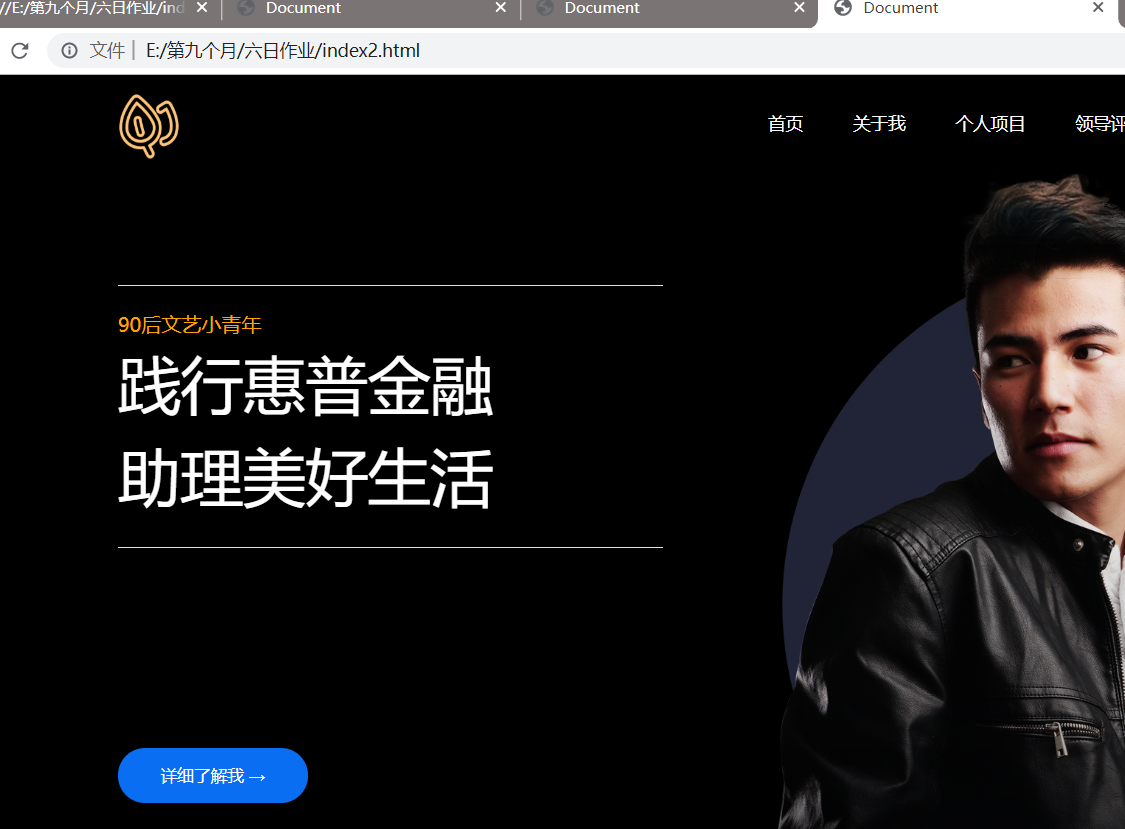 //E:/第九个月/六日作业/ind
Document
Document
Document
文件
E:/第九个月/六日作业/index2.html
首页
关于我
个人项目
领导评
90后文艺小青年
践行惠普金融
助理美好生活
详细了解我 →